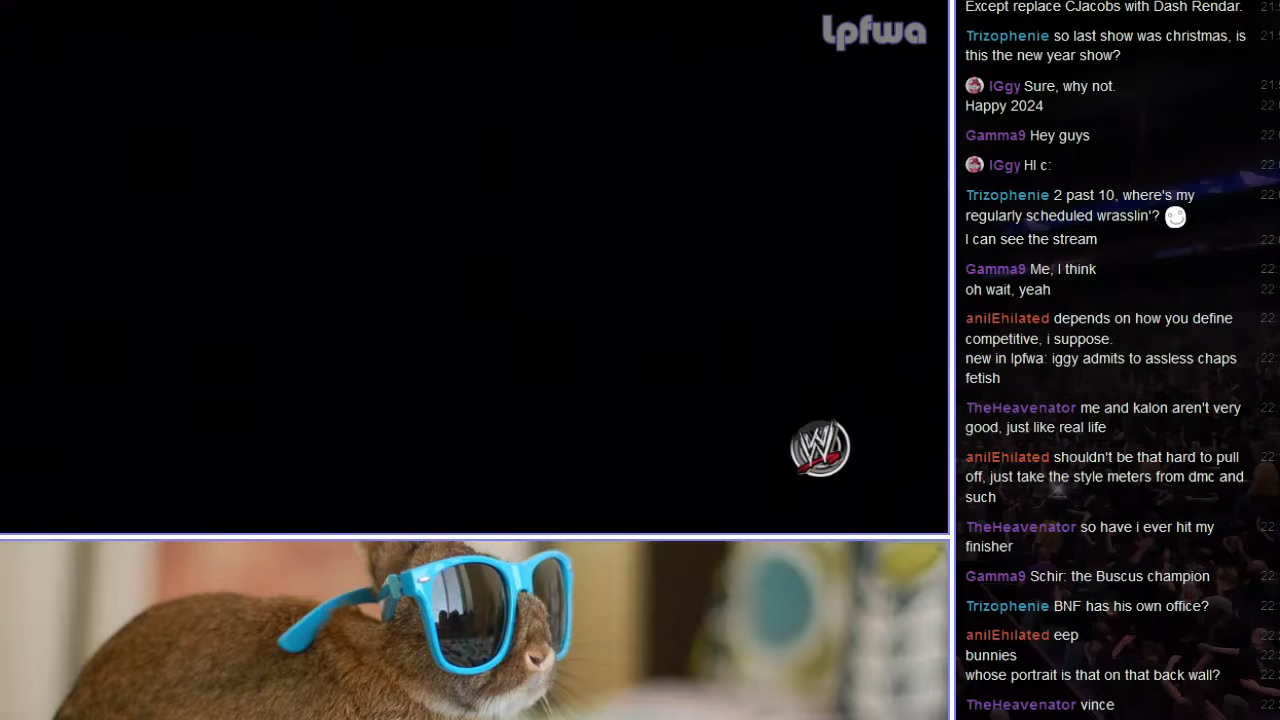 lpfwa
W
Except replace CJacobs with Dash Rendar.
Trizophenie so last show was christmas, is
this the new year show?
IGgy Sure, why not.
Happy 2024
Gamma9 Hey guys
IGgy HI c:
Trizophenie 2 past 10, where's my
regularly scheduled wrasslin'?
I can see the stream
Gamma9 Me, I think
oh wait, yeah
anilEhilated depends on how you define
competitive, i suppose.
new in lpfwa: iggy admits to assless chaps
fetish
TheHeavenator me and kalon aren't very
good, just like real life
anilEhilated shouldn't be that hard to pull
off, just take the style meters from dmc and
such
TheHeavenator so have i ever hit my
finisher
Gamma9 Schir: the Buscus champion
Trizophenie BNF has his own office?
anilEhilated eep
bunnies
whose portrait is that on that back wall?
TheHeavenator vince